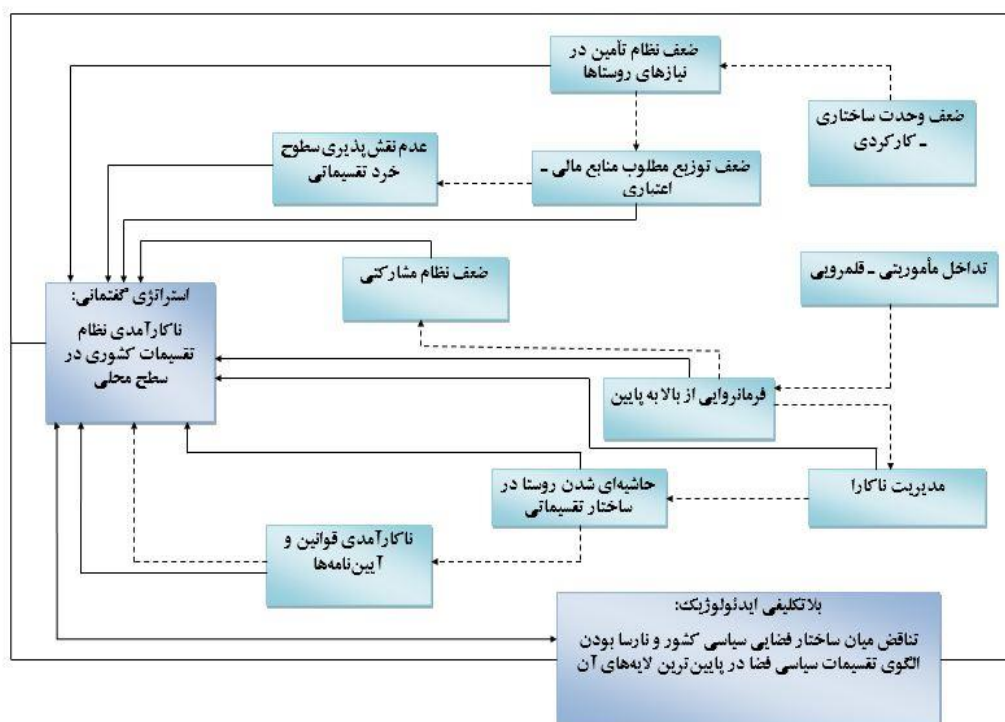 ضعف نظام تأمین در
نیازهای روستاها
ضعف وحدت ساختاری
ـ کارکردی
عدم نقش‌پذیری سطوح
خرد تقسیماتی
ضعف توزیع مطلوب منابع مالی ـ
اعتباری
ضعف نظام مشارکتی
تداخل مأموریتی ـ قلمرویی
استراتژی گفتمانی:
ناکارآمدی نظام
تقسیمات کشوری در
سطح محلی
فرمانروایی از بالا به پایین
حاشیه‌ای شدن روستا در
ساختار تقسیماتی
مدیریت ناکارا
ناکارآمدی قوانین و
آیین‌نامه‌ها
بلاتکلیفی ایدئولوژیک:
تناقض میان ساختار فضایی سیاسی کشور و نارسا بودن
الگوی تقسیمات سیاسی فضا در پایین‌ترین لایه‌های آن